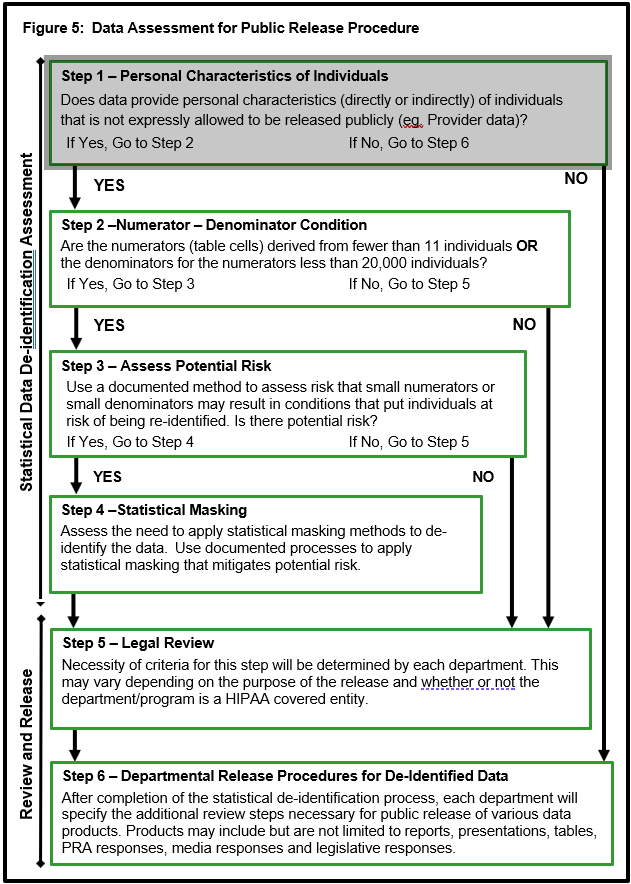 Figure 5:  Data Assessment for Public Release Procedure
Statistical Data De-identification Assessment
Step 1 – Personal Characteristics of Individuals
Does data provide personal characteristics (directly or indirectly) of individuals
that is not expressly allowed to be released publicly (eg. Provider data)?
If Yes, Go to Step 2 If No, Go to Step 6
YES NO
Step 2 –Numerator – Denominator Condition
Are the numerators (table cells) derived from fewer than 11 individuals OR
the denominators for the numerators less than 20,000 individuals?
If Yes, Go to Step 3 If No, Go to Step 5
YES NO
Step 3 – Assess Potential Risk
Use a documented method to assess risk that small numerators or
small denominators may result in conditions that put individuals at
risk of being re-identified. Is there potential risk?
If Yes, Go to Step 4 If No, Go to Step 5
YES NO
Step 4 –Statistical Masking
Assess the need to apply statistical masking methods to de-
identify the data.  Use documented processes to apply
statistical masking that mitigates potential risk.
Review and Release
Step 5 – Legal Review
Necessity of criteria for this step will be determined by each department. This
may vary depending on the purpose of the release and whether or not the
department/program is a HIPAA covered entity.
Step 6 – Departmental Release Procedures for De-Identified Data
After completion of the statistical de-identification process, each department will
specify the additional review steps necessary for public release of various data
products. Products may include but are not limited to reports, presentations, tables,
PRA responses, media responses and legislative responses.